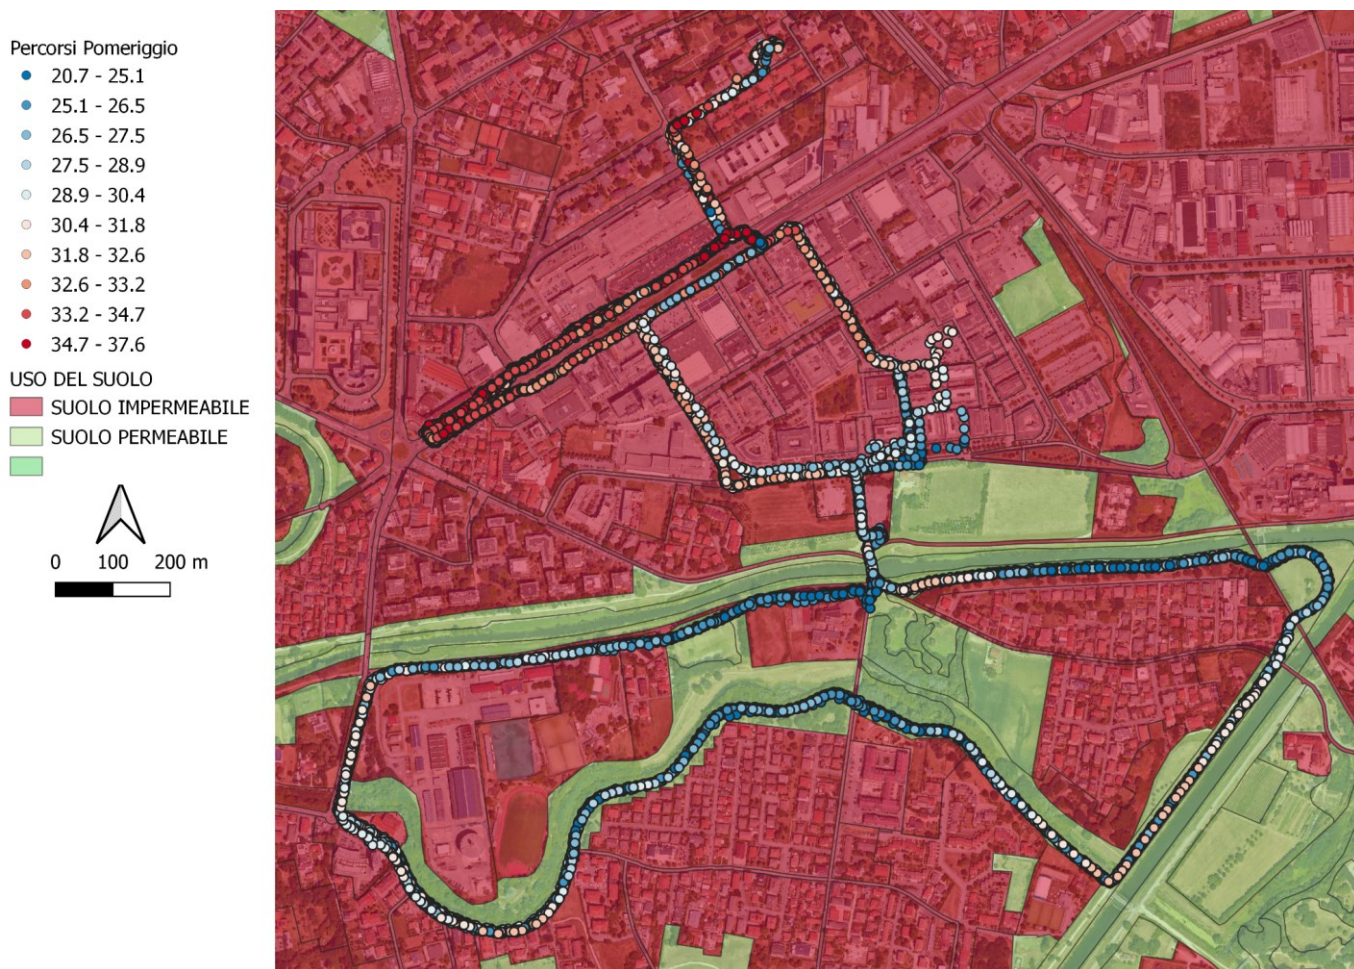 Percorsi Pomeriggio
20.7 - 25.1
25.1 - 26.5
26.5 - 27.5
27.5 - 28.9
28.9 - 30.4
30.4 - 31.8
31.8 - 32.6
32.6 - 33.2
33.2 - 34.7
34.7 - 37.6
USO DEL SUOLO
SUOLO IMPERMEABILE
SUOLO PERMEABILE
0 100 200 m